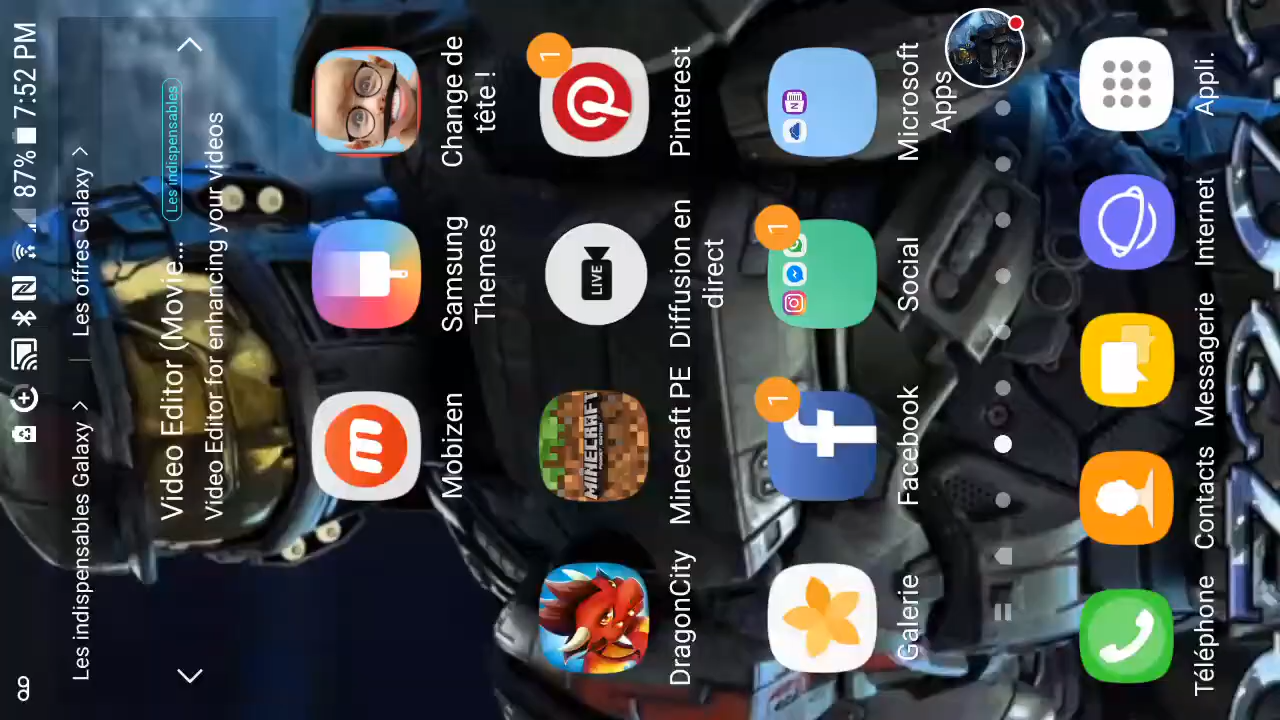 87% 7:52 PM
Les indispensables Galaxy > | Les offres Galaxy >
Video Editor (Movie... Les indispensables
Video Editor for enhancing your videos
Mobizen
Samsung Themes
Change de tête !
MINECRAFT
LIVE
1
DragonCity
Minecraft PE
Diffusion en direct
Pinterest
1
1
Galerie
Facebook
Social
Microsoft Apps
Téléphone
Contacts
Messagerie
Internet
Appli.